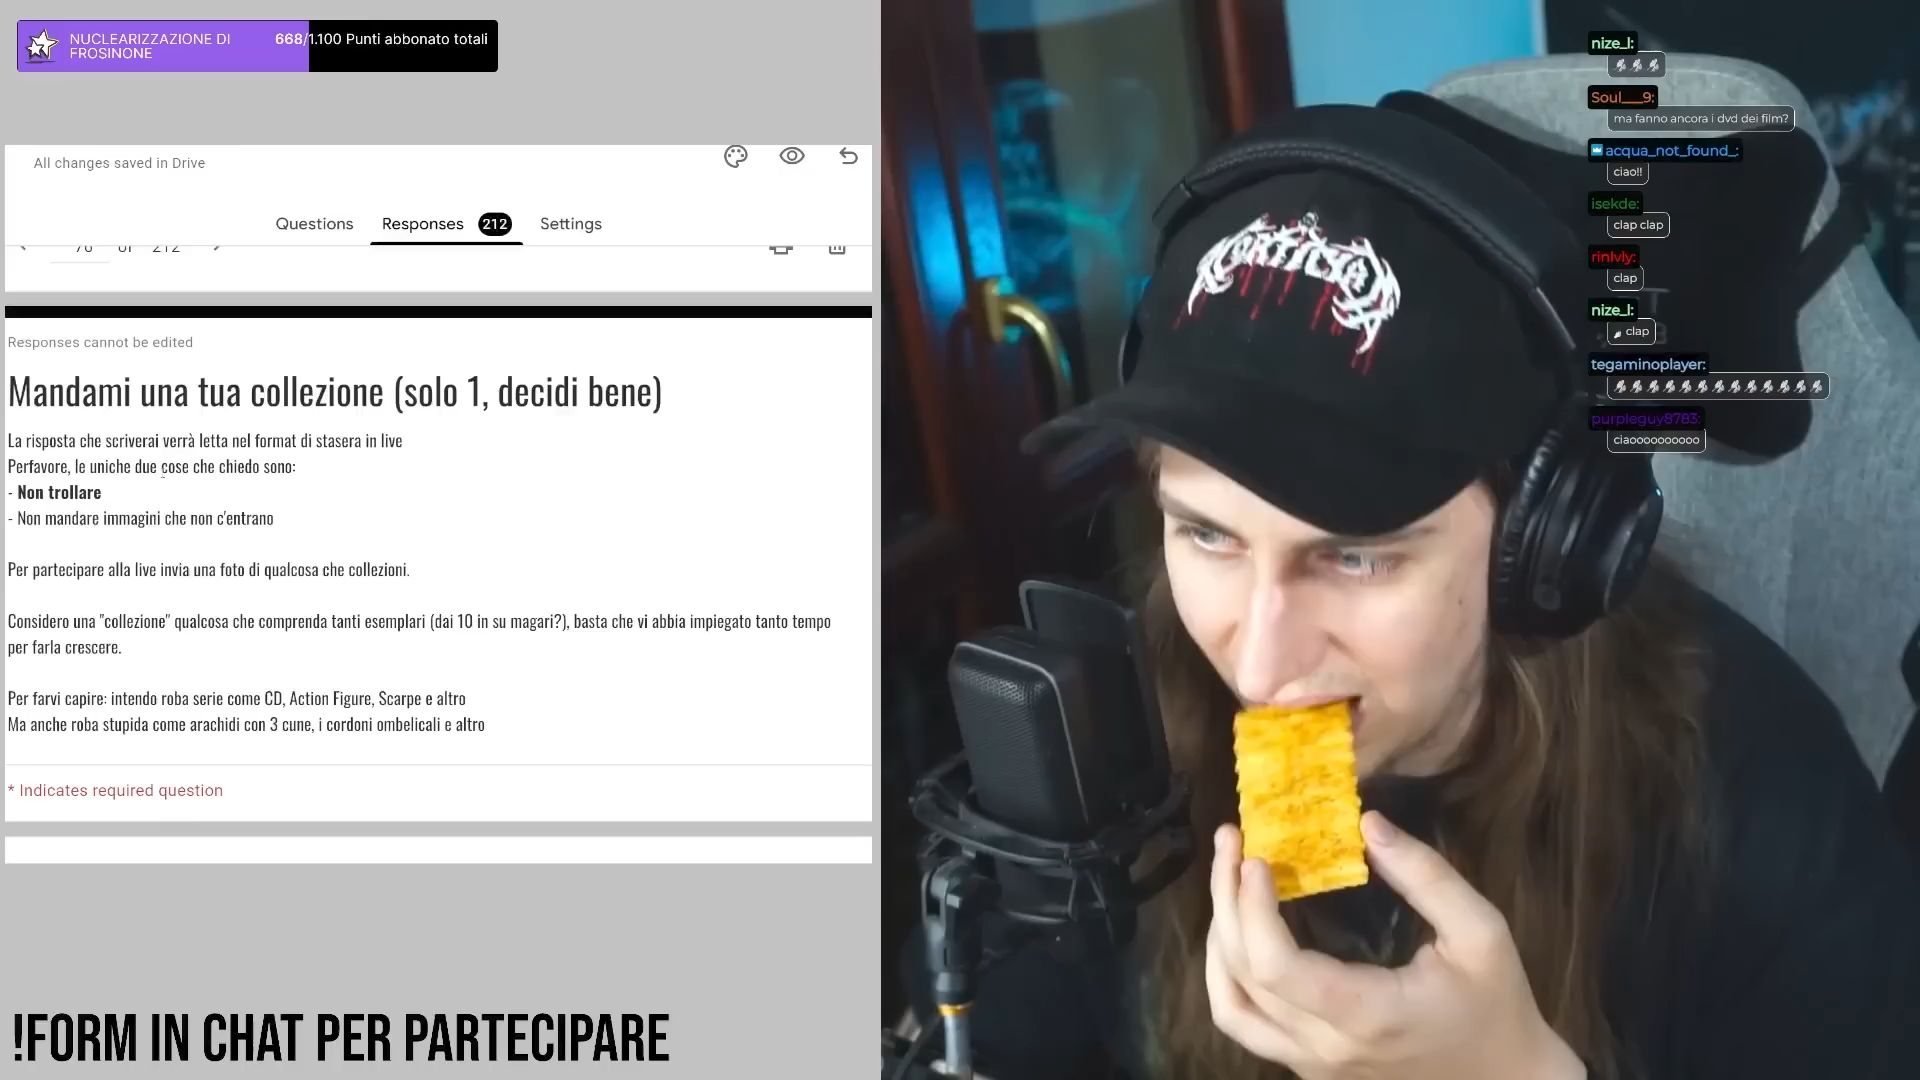 NUCLEARIZZAZIONE DI
FROSINONE
668/1.100 Punti abbonato totali
All changes saved in Drive
Questions
Responses 212
Settings
76 of 212
Responses cannot be edited
Mandami una tua collezione (solo 1, decidi bene)
La risposta che scriverai verrà letta nel format di stasera in live
Perfavore, le uniche due cose che chiedo sono:
- Non trollare
- Non mandare immagini che non c'entrano
Per partecipare alla live invia una foto di qualcosa che collezioni.
Considero una "collezione" qualcosa che comprenda tanti esemplari (dai 10 in su magari?), basta che vi abbia impiegato tanto tempo
per farla crescere.
Per farvi capire: intendo roba serie come CD, Action Figure, Scarpe e altro
Ma anche roba stupida come arachidi con 3 cune, i cordoni ombelicali e altro
* Indicates required question
!FORM IN CHAT PER PARTECIPARE
nize_l:
Soul___9:
ma fanno ancora i dvd dei film?
acqua_not_found_:
ciao!!
isekde:
clap clap
rinlvly:
clap
nize_l:
clap
tegaminoplayer:
purpleguy8783:
ciaoooooooooo